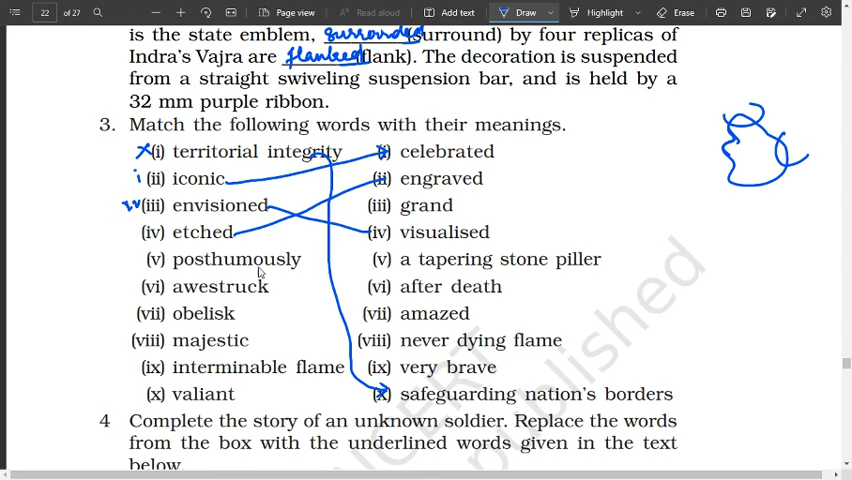 22 of 27
Page view
Read aloud
Add text
Draw
Highlight
Erase
is the state emblem, surrounded (surround) by four replicas of
Indra's Vajra are flanked (flank). The decoration is suspended
from a straight swiveling suspension bar, and is held by a
32 mm purple ribbon.
3. Match the following words with their meanings.
x (i) territorial integrity (i) celebrated
i (ii) iconic (ii) engraved
iv (iii) envisioned (iii) grand
(iv) etched (iv) visualised
(v) posthumously (v) a tapering stone piller
(vi) awestruck (vi) after death
(vii) obelisk (vii) amazed
(viii) majestic (viii) never dying flame
(ix) interminable flame (ix) very brave
(x) valiant (x) safeguarding nation's borders
4 Complete the story of an unknown soldier. Replace the words
from the box with the underlined words given in the text
below.
NCERT
published